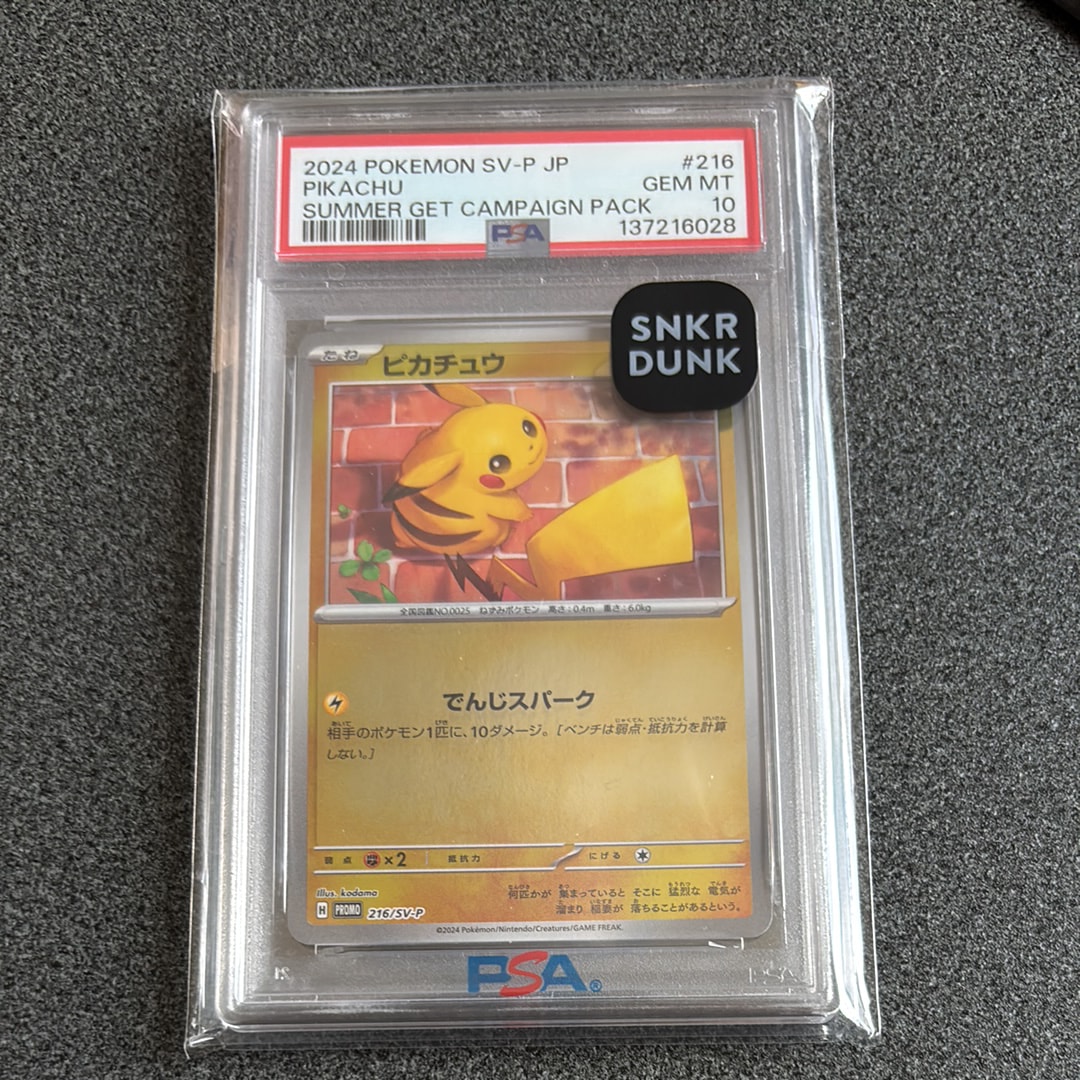 2024 POKEMON SV-P JP #216
PIKACHU GEM MT
SUMMER GET CAMPAIGN PACK 10
PSA 137216028
SNKR
DUNK
たね ピカチュウ
全国図鑑NO.0025 ねずみポケモン 高さ:0.4m 重さ:6.0kg
でんじスパーク
相手のポケモン1匹に、10ダメージ。[ベンチは弱点・抵抗力を計算
しない。]
弱点 ×2 抵抗力 にげる
Illus. kodama
何匹かが 集まっていると そこに 猛烈な 電気が
溜まり 稲妻が 落ちることがあるという。
H PROMO 216/SV-P
©2024 Pokémon/Nintendo/Creatures/GAME FREAK.
PSA®